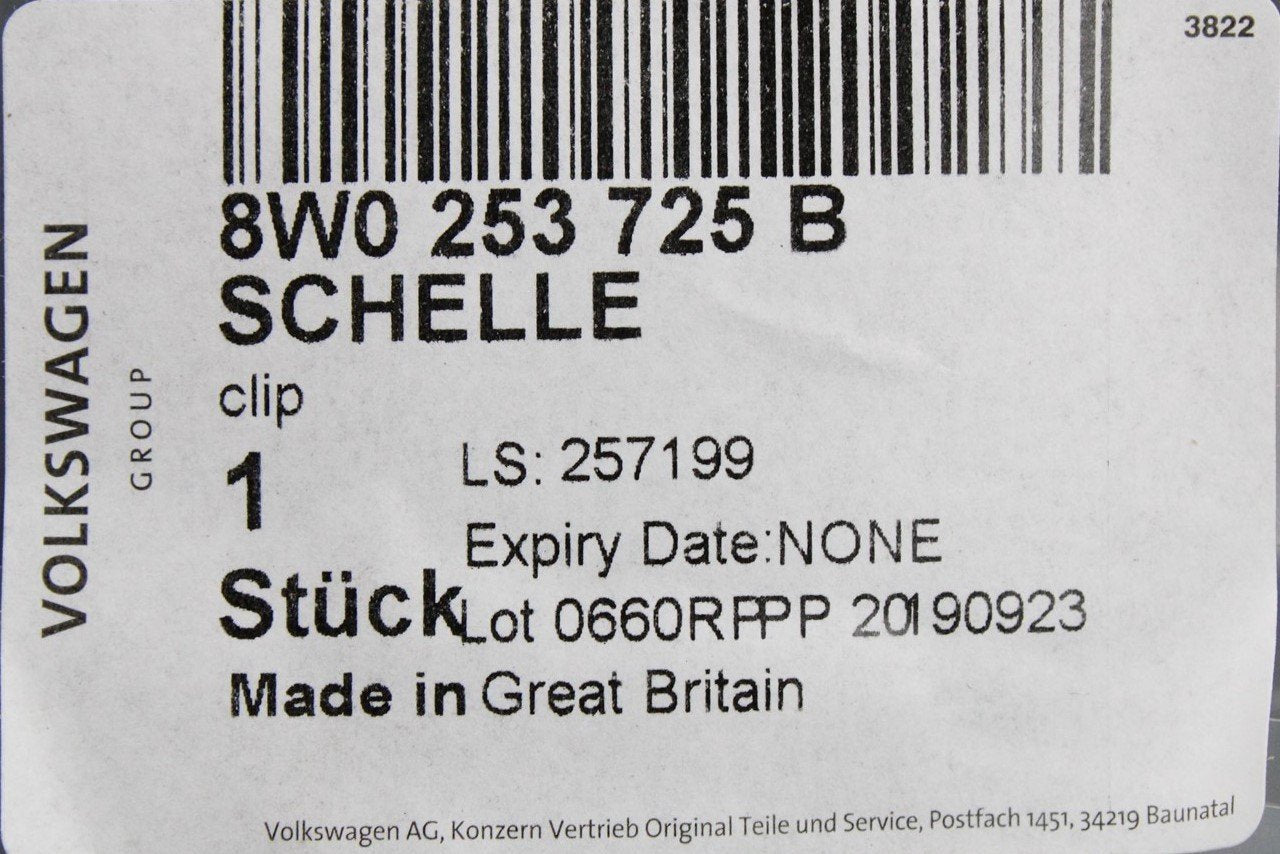 3822
8W0 253 725 B
SCHELLE
clip
1
LS: 257199
Expiry Date:NONE
Stück Lot 0660RPPP 20190923
Made in Great Britain
VOLKSWAGEN
GROUP
Volkswagen AG, Konzern Vertrieb Original Teile und Service, Postfach 1451, 34219 Baunatal